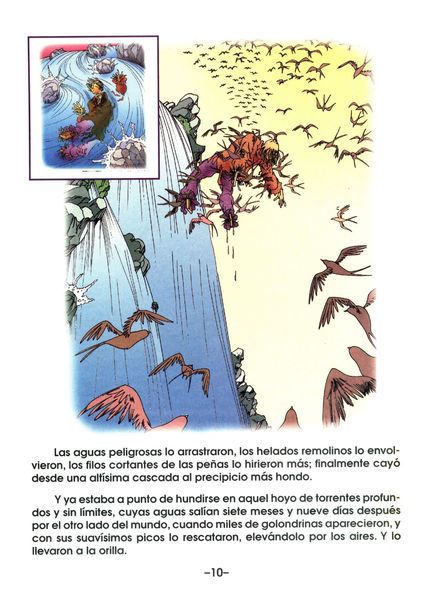 Las aguas peligrosas lo arrastraron, los helados remolinos lo envol-
vieron, los filos cortantes de las peñas lo hirieron más; finalmente cayó
desde una altísima cascada al precipicio más hondo.
Y ya estaba a punto de hundirse en aquel hoyo de torrentes profun-
dos y sin límites, cuyas aguas salían siete meses y nueve días después
por el otro lado del mundo, cuando miles de golondrinas aparecieron, y
con sus suavísimos picos lo rescataron, elevándolo por los aires. Y lo
llevaron a la orilla.
–10–